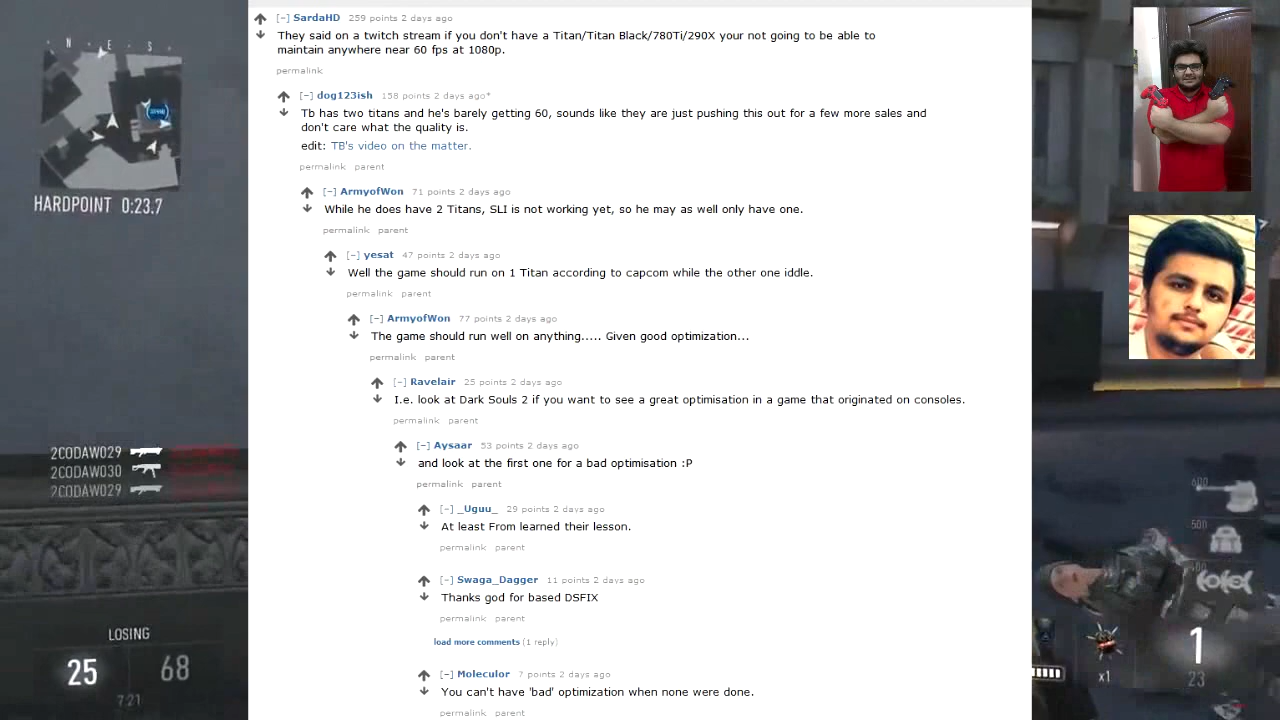 [–] SardaHD 259 points 2 days ago
They said on a twitch stream if you don't have a Titan/Titan Black/780Ti/290X your not going to be able to
maintain anywhere near 60 fps at 1080p.
permalink
[–] dog123ish 158 points 2 days ago*
Tb has two titans and he's barely getting 60, sounds like they are just pushing this out for a few more sales and
don't care what the quality is.
edit: TB's video on the matter.
permalink parent
[–] ArmyofWon 71 points 2 days ago
While he does have 2 Titans, SLI is not working yet, so he may as well only have one.
permalink parent
[–] yesat 47 points 2 days ago
Well the game should run on 1 Titan according to capcom while the other one iddle.
permalink parent
[–] ArmyofWon 77 points 2 days ago
The game should run well on anything..... Given good optimization...
permalink parent
[–] Ravelair 25 points 2 days ago
I.e. look at Dark Souls 2 if you want to see a great optimisation in a game that originated on consoles.
permalink parent
[–] Aysaar 53 points 2 days ago
and look at the first one for a bad optimisation :P
permalink parent
[–] _Uguu_ 29 points 2 days ago
At least From learned their lesson.
permalink parent
[–] Swaga_Dagger 11 points 2 days ago
Thanks god for based DSFIX
permalink parent
load more comments (1 reply)
[–] Moleculor 7 points 2 days ago
You can't have 'bad' optimization when none were done.
permalink parent
N E S
HARDPOINT 0:23.7
2CODAW029
2CODAW030
2CODAW029
LOSING
25 68
7:21
600
500
x1
1
23